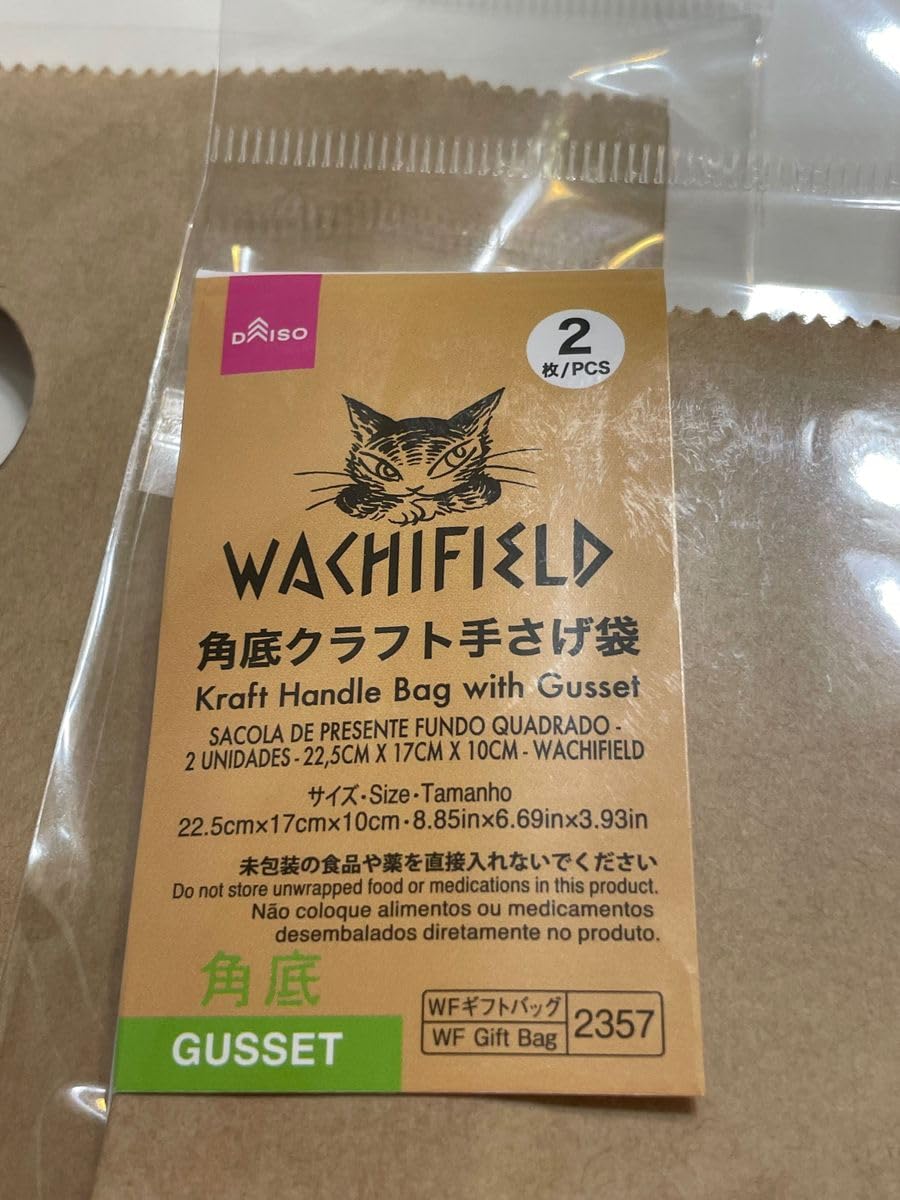 DAISO
2
枚/PCS
WACHIFIELD
角底クラフト手さげ袋
Kraft Handle Bag with Gusset
SACOLA DE PRESENTE FUNDO QUADRADO -
2 UNIDADES - 22,5CM X 17CM X 10CM - WACHIFIELD
サイズ・Size・Tamanho
22.5cm×17cm×10cm・8.85in×6.69in×3.93in
未包装の食品や薬を直接入れないでください
Do not store unwrapped food or medications in this product.
Não coloque alimentos ou medicamentos
desembalados diretamente no produto.
角底
GUSSET
WFギフトバッグ
WF Gift Bag
2357